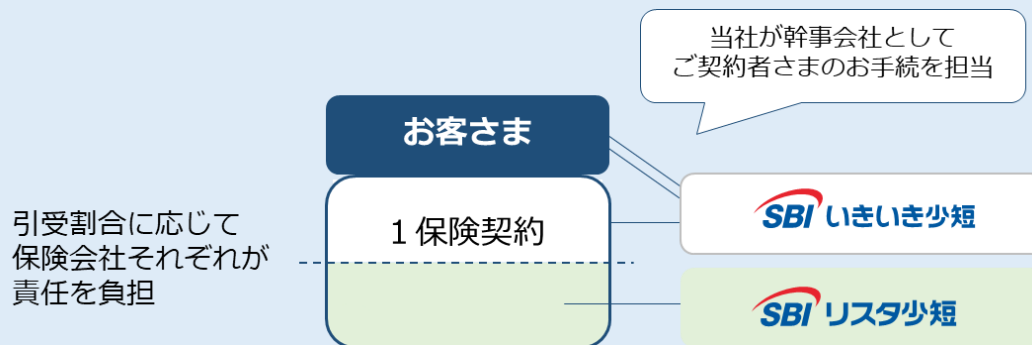 当社が幹事会社として
ご契約者さまのお手続を担当
お客さま
引受割合に応じて
保険会社それぞれが
責任を負担
１保険契約
SBI いきいき少短
SBI リスタ少短